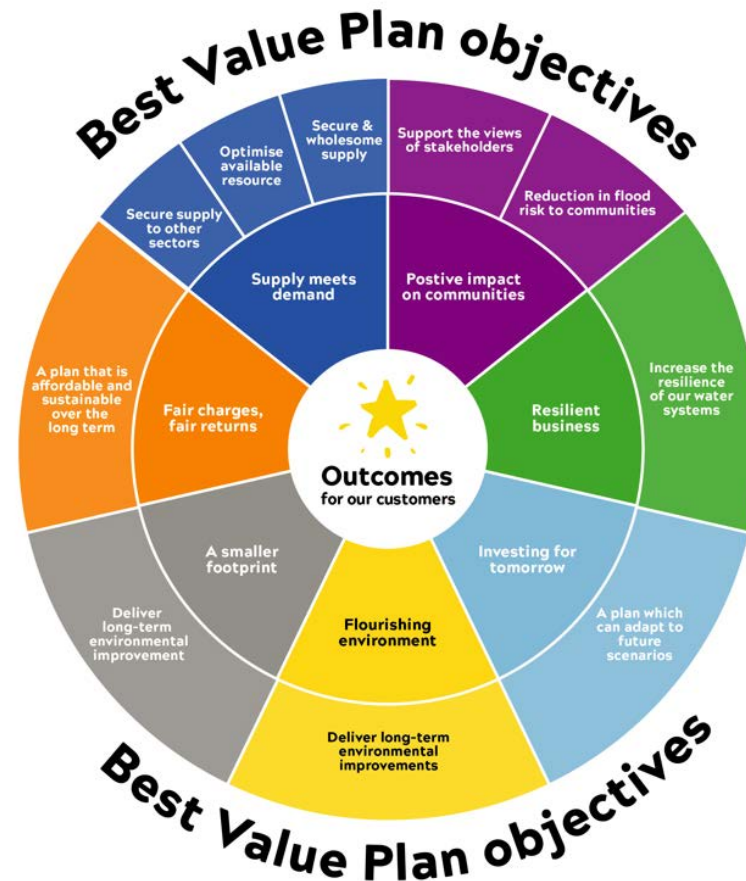 Best Value Plan objectives
Secure supply
to other
sectors
Optimise
available
resource
Secure &
wholesome
supply
Support the views
of stakeholders
Reduction in flood
risk to communities
Supply meets
demand
Postive impact
on communities
A plan that is
affordable and
sustainable
over the
long term
Fair charges,
fair returns
Resilient
business
Increase the
resilience
of our water
systems
Outcomes
for our customers
A smaller
footprint
Investing for
tomorrow
Deliver
long-term
environmental
improvement
Flourishing
environment
A plan which
can adapt to
future
scenarios
Deliver long-term
environmental
improvements
Best Value Plan objectives